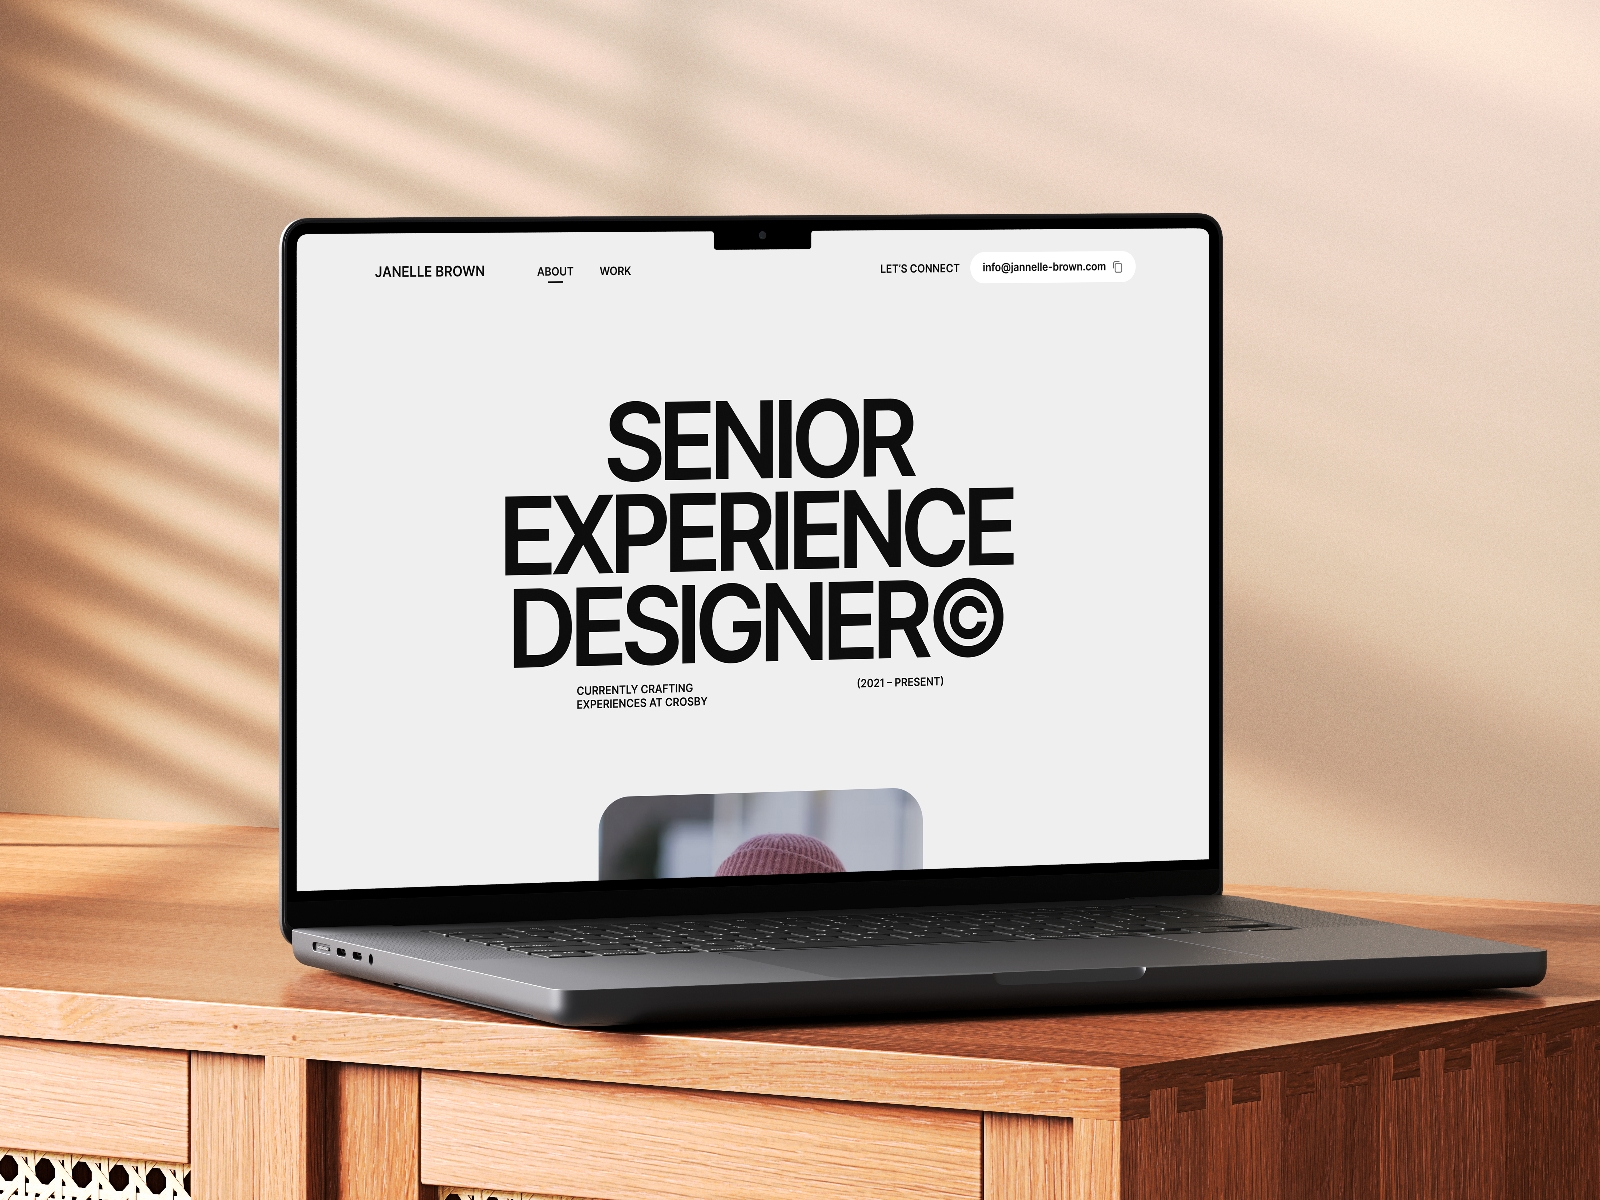 JANELLE BROWN
ABOUT
WORK
LET'S CONNECT
info@jannelle-brown.com
SENIOR
EXPERIENCE
DESIGNER©
CURRENTLY CRAFTING
EXPERIENCES AT CROSBY
(2021 – PRESENT)